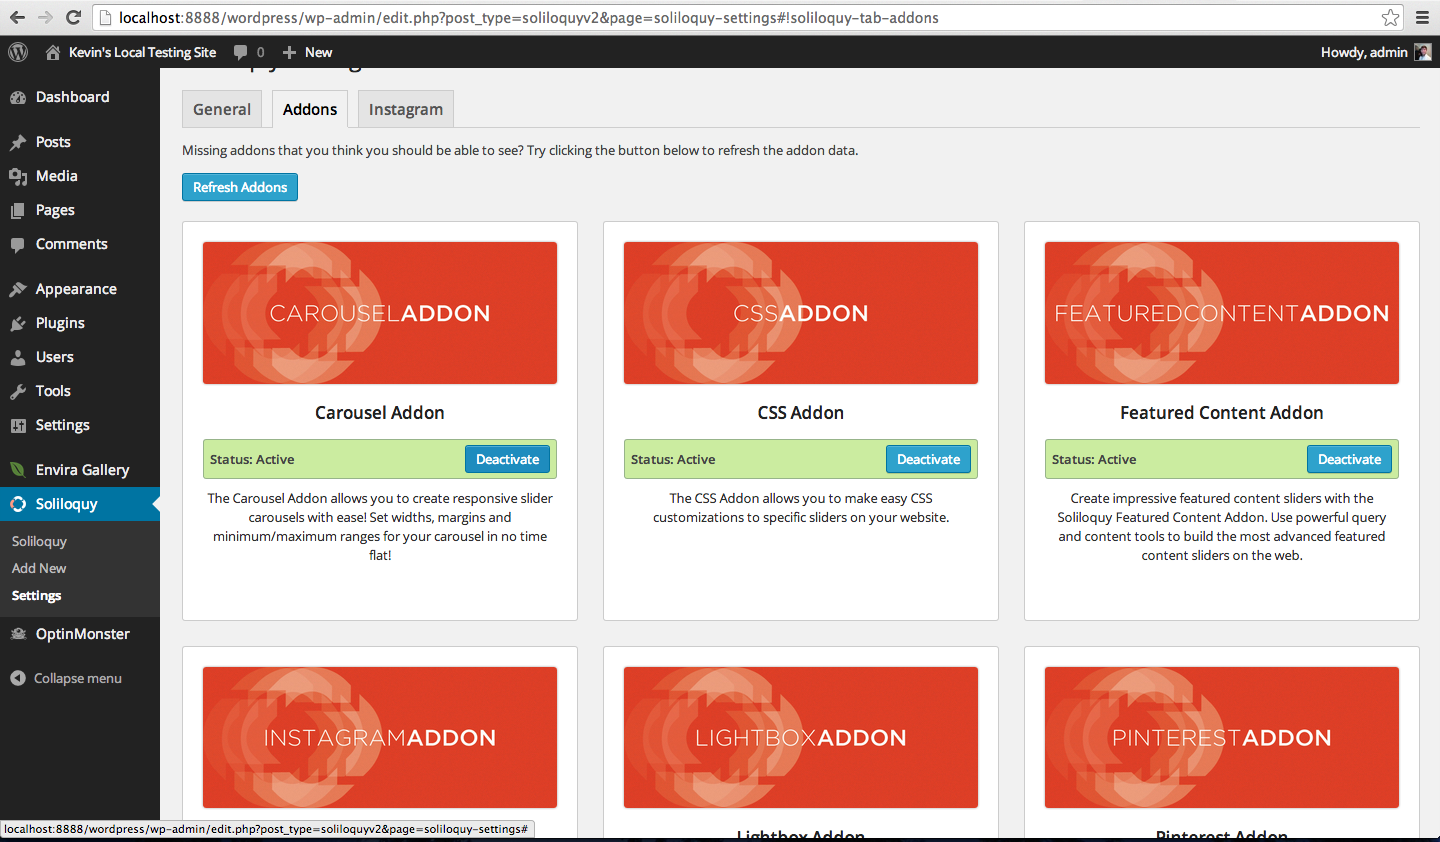 localhost:8888/wordpress/wp-admin/edit.php?post_type=soliloquyv2&page=soliloquy-settings#!soliloquy-tab-addons
Kevin's Local Testing Site 0 New Howdy, admin
Dashboard
Posts
Media
Pages
Comments
Appearance
Plugins
Users
Tools
Settings
Envira Gallery
Soliloquy
Soliloquy
Add New
Settings
OptinMonster
Collapse menu
General Addons Instagram
Missing addons that you think you should be able to see? Try clicking the button below to refresh the addon data.
Refresh Addons
CAROUSELADDON
Carousel Addon
Status: Active Deactivate
The Carousel Addon allows you to create responsive slider
carousels with ease! Set widths, margins and
minimum/maximum ranges for your carousel in no time
flat!
CSSADDON
CSS Addon
Status: Active Deactivate
The CSS Addon allows you to make easy CSS
customizations to specific sliders on your website.
FEATUREDCONTENTADDON
Featured Content Addon
Status: Active Deactivate
Create impressive featured content sliders with the
Soliloquy Featured Content Addon. Use powerful query
and content tools to build the most advanced featured
content sliders on the web.
INSTAGRAMADDON
LIGHTBOXADDON
Lightbox Addon
PINTERESTADDON
Pinterest Addon
localhost:8888/wordpress/wp-admin/edit.php?post_type=soliloquyv2&page=soliloquy-settings#